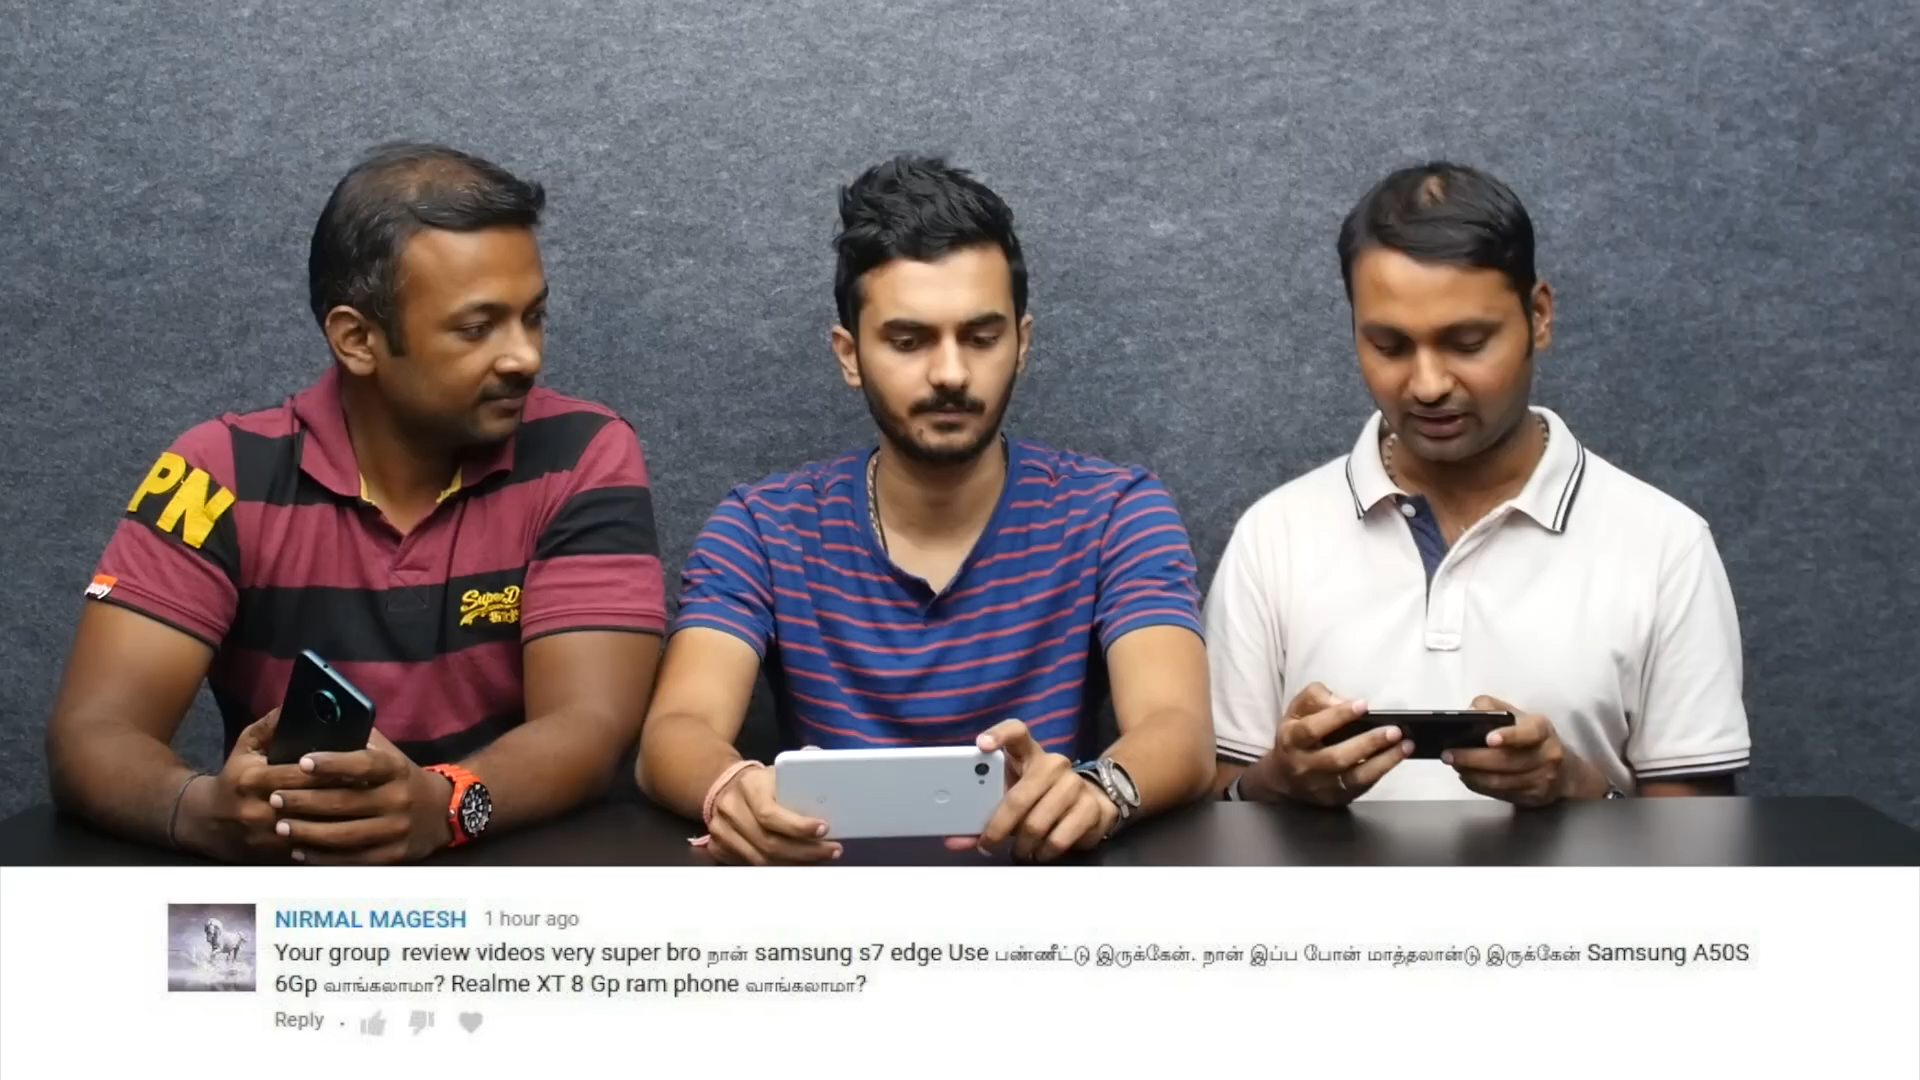 PN
NIRMAL MAGESH 1 hour ago
Your group review videos very super bro நான் samsung s7 edge Use பண்ணீட்டு இருக்கேன். நான் இப்ப போன் மாத்தலான்டு இருக்கேன் Samsung A50S
6Gp வாங்கலாமா? Realme XT 8 Gp ram phone வாங்கலாமா?
Reply